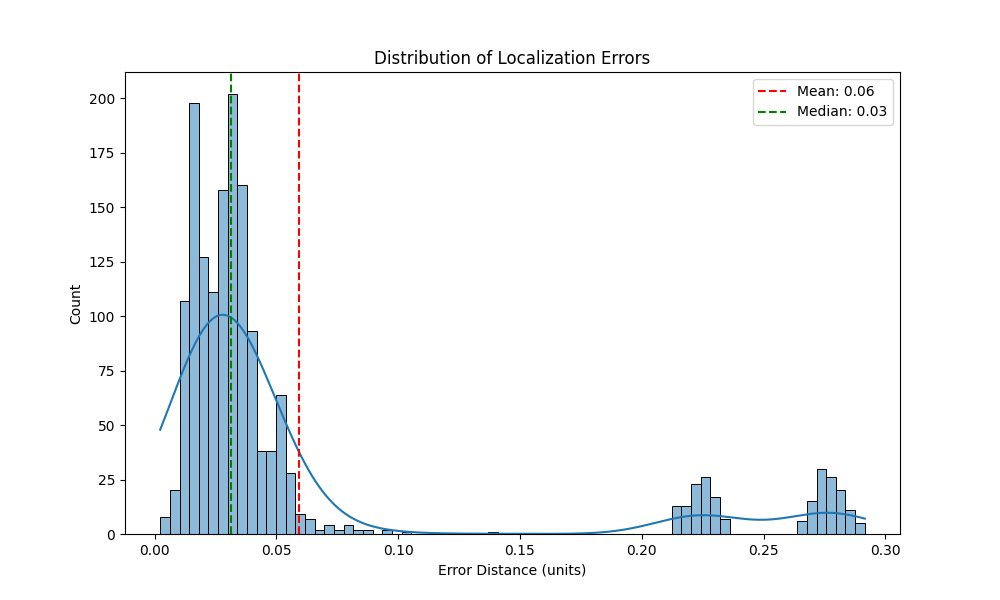 Distribution of Localization Errors
Mean: 0.06
Median: 0.03
Count
200
175
150
125
100
75
50
25
0
0.00 0.05 0.10 0.15 0.20 0.25 0.30
Error Distance (units)